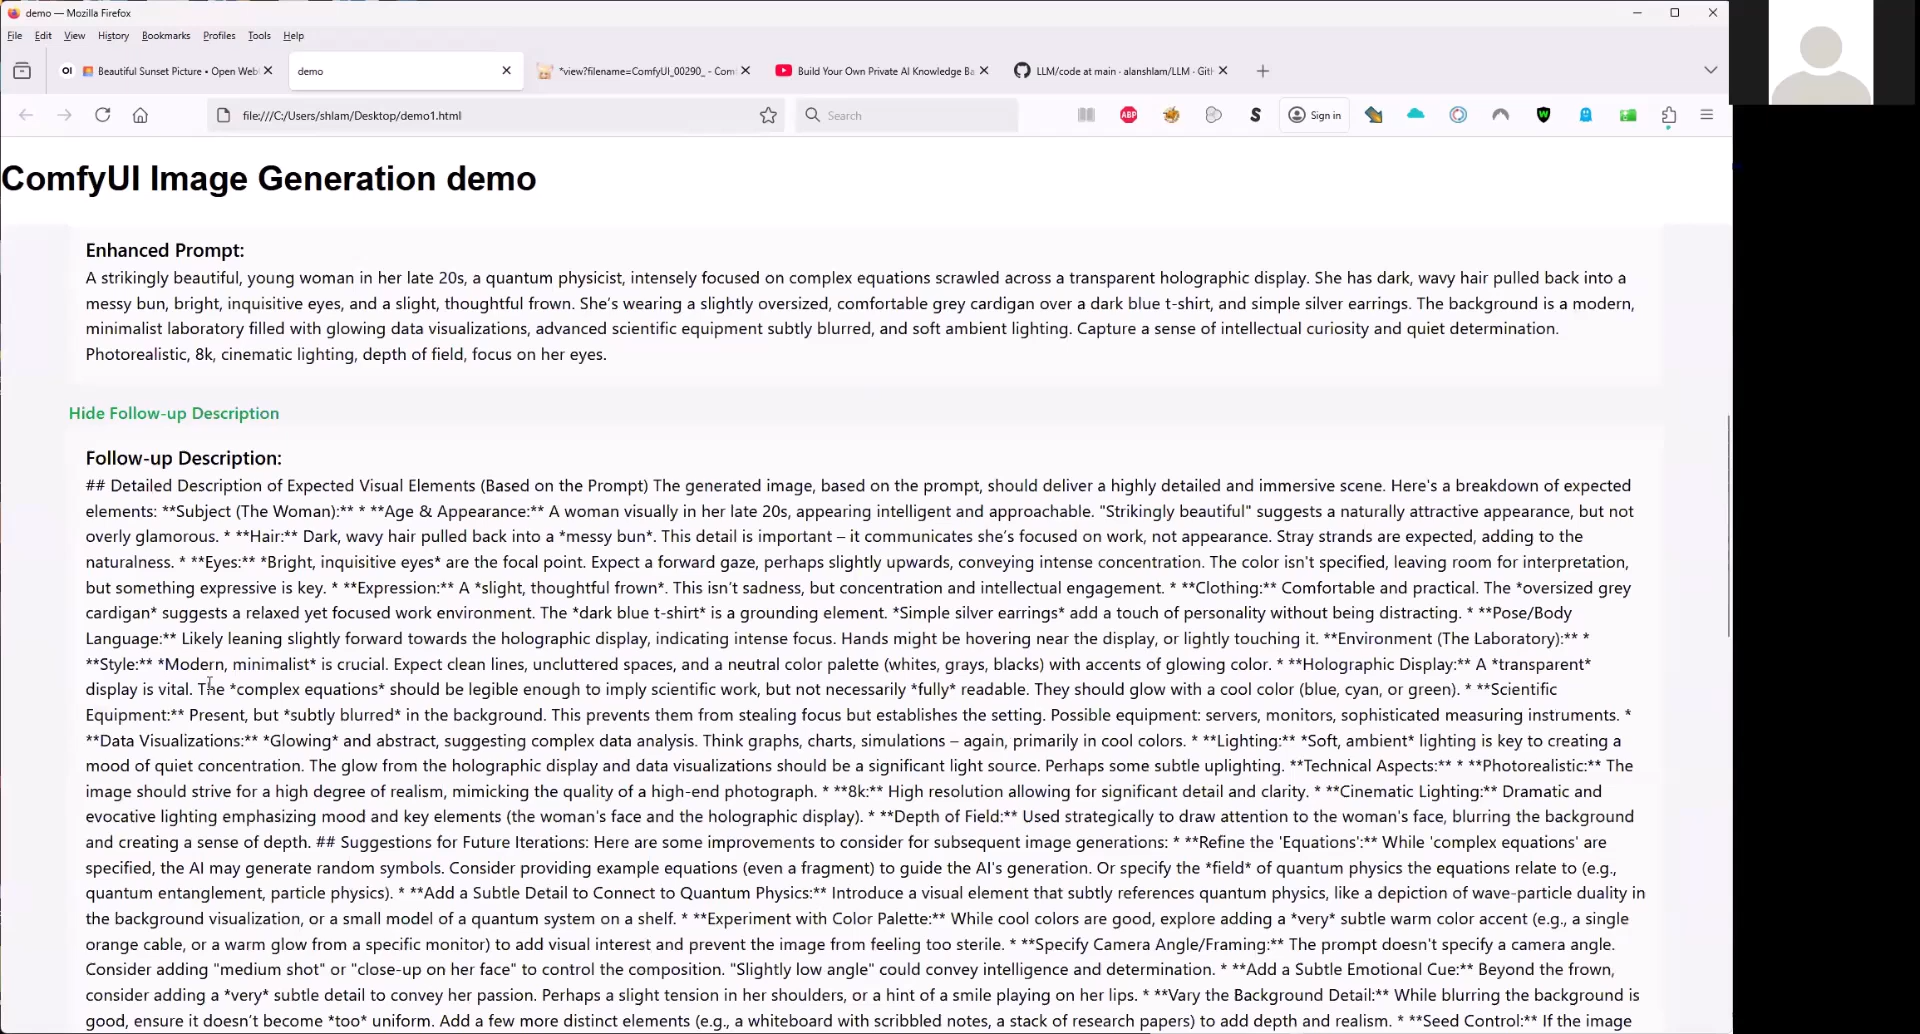 demo — Mozilla Firefox
File Edit View History Bookmarks Profiles Tools Help
OI Beautiful Sunset Picture • Open Web
demo
*view?filename=ComfyUI_00290_ - Com
Build Your Own Private AI Knowledge Ba
LLM/code at main · alanshlam/LLM · Git
file:///C:/Users/shlam/Desktop/demo1.html
Search
ABP
S
Sign in
W
ComfyUI Image Generation demo
Enhanced Prompt:
A strikingly beautiful, young woman in her late 20s, a quantum physicist, intensely focused on complex equations scrawled across a transparent holographic display. She has dark, wavy hair pulled back into a
messy bun, bright, inquisitive eyes, and a slight, thoughtful frown. She’s wearing a slightly oversized, comfortable grey cardigan over a dark blue t-shirt, and simple silver earrings. The background is a modern,
minimalist laboratory filled with glowing data visualizations, advanced scientific equipment subtly blurred, and soft ambient lighting. Capture a sense of intellectual curiosity and quiet determination.
Photorealistic, 8k, cinematic lighting, depth of field, focus on her eyes.
Hide Follow-up Description
Follow-up Description:
## Detailed Description of Expected Visual Elements (Based on the Prompt) The generated image, based on the prompt, should deliver a highly detailed and immersive scene. Here's a breakdown of expected
elements: **Subject (The Woman):** * **Age & Appearance:** A woman visually in her late 20s, appearing intelligent and approachable. "Strikingly beautiful" suggests a naturally attractive appearance, but not
overly glamorous. * **Hair:** Dark, wavy hair pulled back into a *messy bun*. This detail is important – it communicates she’s focused on work, not appearance. Stray strands are expected, adding to the
naturalness. * **Eyes:** *Bright, inquisitive eyes* are the focal point. Expect a forward gaze, perhaps slightly upwards, conveying intense concentration. The color isn't specified, leaving room for interpretation,
but something expressive is key. * **Expression:** A *slight, thoughtful frown*. This isn’t sadness, but concentration and intellectual engagement. * **Clothing:** Comfortable and practical. The *oversized grey
cardigan* suggests a relaxed yet focused work environment. The *dark blue t-shirt* is a grounding element. *Simple silver earrings* add a touch of personality without being distracting. * **Pose/Body
Language:** Likely leaning slightly forward towards the holographic display, indicating intense focus. Hands might be hovering near the display, or lightly touching it. **Environment (The Laboratory):** *
**Style:** *Modern, minimalist* is crucial. Expect clean lines, uncluttered spaces, and a neutral color palette (whites, grays, blacks) with accents of glowing color. * **Holographic Display:** A *transparent*
display is vital. The *complex equations* should be legible enough to imply scientific work, but not necessarily *fully* readable. They should glow with a cool color (blue, cyan, or green). * **Scientific
Equipment:** Present, but *subtly blurred* in the background. This prevents them from stealing focus but establishes the setting. Possible equipment: servers, monitors, sophisticated measuring instruments. *
**Data Visualizations:** *Glowing* and abstract, suggesting complex data analysis. Think graphs, charts, simulations – again, primarily in cool colors. * **Lighting:** *Soft, ambient* lighting is key to creating a
mood of quiet concentration. The glow from the holographic display and data visualizations should be a significant light source. Perhaps some subtle uplighting. **Technical Aspects:** * **Photorealistic:** The
image should strive for a high degree of realism, mimicking the quality of a high-end photograph. * **8k:** High resolution allowing for significant detail and clarity. * **Cinematic Lighting:** Dramatic and
evocative lighting emphasizing mood and key elements (the woman's face and the holographic display). * **Depth of Field:** Used strategically to draw attention to the woman's face, blurring the background
and creating a sense of depth. ## Suggestions for Future Iterations: Here are some improvements to consider for subsequent image generations: * **Refine the 'Equations':** While 'complex equations' are
specified, the AI may generate random symbols. Consider providing example equations (even a fragment) to guide the AI's generation. Or specify the *field* of quantum physics the equations relate to (e.g.,
quantum entanglement, particle physics). * **Add a Subtle Detail to Connect to Quantum Physics:** Introduce a visual element that subtly references quantum physics, like a depiction of wave-particle duality in
the background visualization, or a small model of a quantum system on a shelf. * **Experiment with Color Palette:** While cool colors are good, explore adding a *very* subtle warm color accent (e.g., a single
orange cable, or a warm glow from a specific monitor) to add visual interest and prevent the image from feeling too sterile. * **Specify Camera Angle/Framing:** The prompt doesn't specify a camera angle.
Consider adding "medium shot" or "close-up on her face" to control the composition. "Slightly low angle" could convey intelligence and determination. * **Add a Subtle Emotional Cue:** Beyond the frown,
consider adding a *very* subtle detail to convey her passion. Perhaps a slight tension in her shoulders, or a hint of a smile playing on her lips. * **Vary the Background Detail:** While blurring the background is
good, ensure it doesn’t become *too* uniform. Add a few more distinct elements (e.g., a whiteboard with scribbled notes, a stack of research papers) to add depth and realism. * **Seed Control:** If the image